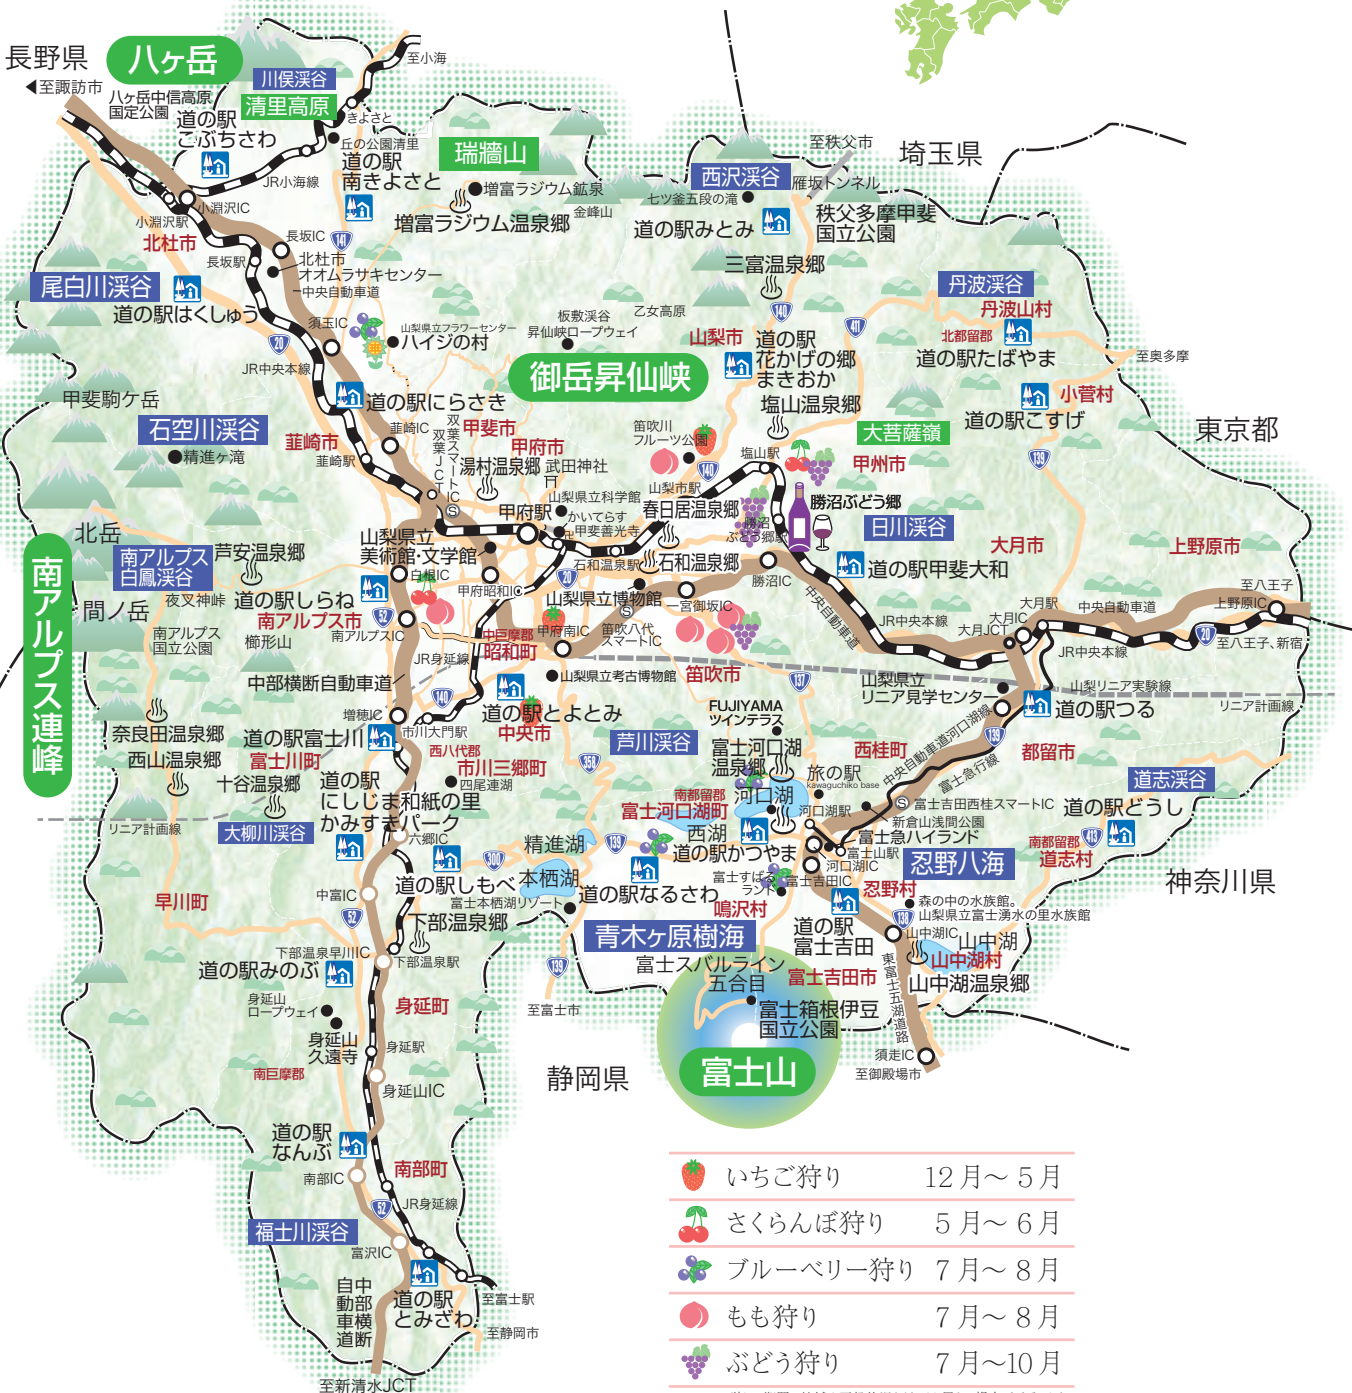 長野県
八ヶ岳
至小海
◀至諏訪市
川俣渓谷
八ヶ岳中信高原
国定公園
清里高原
道の駅
こぶちさわ
きよさと
丘の公園清里
道の駅
南きよさと
JR小海線
瑞牆山
増富ラジウム鉱泉
増富ラジウム温泉郷
金峰山
小淵沢IC
小淵沢駅
北杜市
長坂IC
141
長坂駅
北杜市
オオムラサキセンター
中央自動車道
尾白川渓谷
道の駅はくしゅう
須玉IC
20
JR中央本線
山梨県立フラワーセンター
ハイジの村
板敷渓谷
昇仙峡ロープウェイ
乙女高原
御岳昇仙峡
西沢渓谷
七ツ釜五段の滝
道の駅みとみ
至秩父市
雁坂トンネル
埼玉県
秩父多摩甲斐
国立公園
三富温泉郷
140
411
丹波渓谷
丹波山村
北都留郡
道の駅たばやま
至奥多摩
山梨市
道の駅
花かげの郷
まきおか
塩山温泉郷
小菅村
道の駅こすげ
大菩薩嶺
東京都
139
甲斐駒ケ岳
石空川渓谷
精進ヶ滝
韮崎市
韮崎駅
道の駅にらさき
韮崎IC
双葉スマートIC
双葉JCT
甲斐市
甲府市
湯村温泉郷
武田神社
山梨県立科学館
甲府駅
かいてらす
甲斐善光寺
笛吹川
フルーツ公園
140
山梨市駅
塩山駅
甲州市
春日居温泉郷
勝沼
ぶどう郷駅
勝沼ぶどう郷
日川渓谷
道の駅甲斐大和
大月市
上野原市
北岳
南アルプス
白鳳渓谷
芦安温泉郷
夜叉神峠
間ノ岳
南アルプス連峰
南アルプス
国立公園
櫛形山
道の駅しらね
南アルプス市
山梨県立
美術館・文学館
白根IC
52
南アルプスIC
甲府昭和IC
石和温泉駅
石和温泉郷
20
山梨県立博物館
一宮御坂IC
勝沼IC
中央自動車道
JR中央本線
大月駅
大月IC
大月JCT
中央自動車道
至八王子
上野原IC
20
JR中央本線
至八王子、新宿
甲府南IC
笛吹八代
スマートIC
中巨摩郡
昭和町
JR身延線
中部横断自動車道
140
山梨県立考古博物館
笛吹市
137
山梨県立
リニア見学センター
山梨リニア実験線
リニア計画線
道の駅つる
139
都留市
奈良田温泉郷
西山温泉郷
増穂IC
市川大門駅
道の駅とよとみ
中央市
道の駅富士川
富士川町
十谷温泉郷
西八代郡
市川三郷町
四尾連湖
芦川渓谷
358
FUJIYAMA
ツインテラス
富士河口湖
温泉郷
西桂町
中央自動車道河口湖線
富士急行線
旅の駅
kawaguchiko base
河口湖
河口湖駅
南都留郡
富士河口湖町
富士吉田西桂スマートIC
新倉山浅間公園
富士急ハイランド
富士山駅
河口湖IC
道志渓谷
道の駅どうし
南都留郡
413
道志村
神奈川県
リニア計画線
大柳川渓谷
道の駅
にしじま和紙の里
かみすきパーク
六郷IC
300
精進湖
139
西湖
道の駅かつやま
早川町
中富IC
52
道の駅しもべ
本栖湖
道の駅なるさわ
富士本栖湖リゾート
富士すばる
ランド
富士吉田IC
鳴沢村
忍野八海
忍野村
森の中の水族館。
山梨県立富士湧水の里水族館
138
山中湖IC
山中湖
山中湖村
山中湖温泉郷
下部温泉郷
下部温泉早川IC
下部温泉駅
道の駅みのぶ
青木ヶ原樹海
139
至富士市
道の駅
富士吉田
富士スバルライン
五合目
富士吉田市
富士箱根伊豆
国立公園
富士山
東富士五湖道路
須走IC
至御殿場市
身延山
ロープウェイ
身延山
久遠寺
身延町
身延駅
南巨摩郡
身延山IC
静岡県
道の駅
なんぶ
南部IC
南部町
52
JR身延線
福士川渓谷
富沢IC
中部横断
自動車道
道の駅
とみざわ
至富士駅
至静岡市
至新清水JCT
いちご狩り 12月〜5月
さくらんぼ狩り 5月〜6月
ブルーベリー狩り 7月〜8月
もも狩り 7月〜8月
ぶどう狩り 7月〜10月